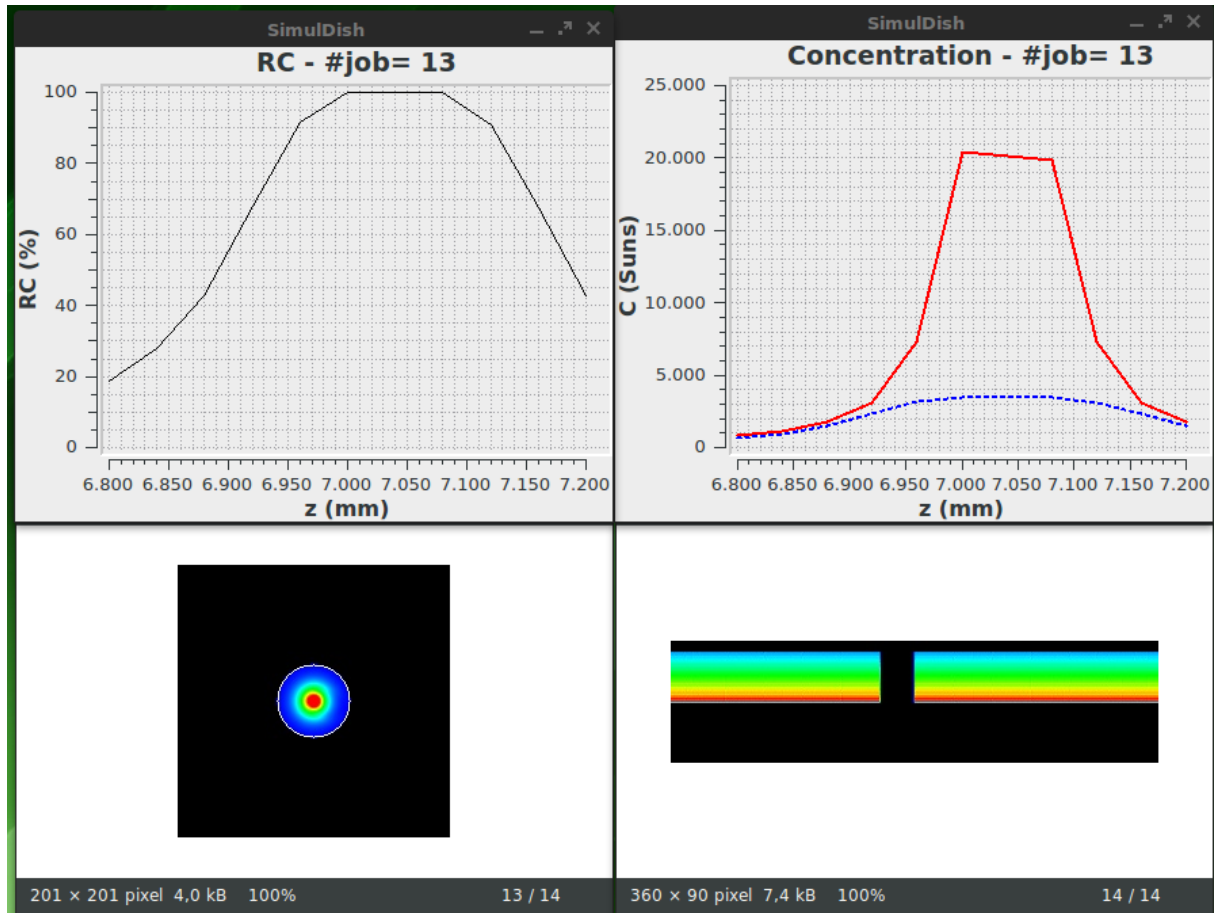 SimulDish
RC - #job= 13
100
80
60
40
20
0
RC (%)
6.800 6.850 6.900 6.950 7.000 7.050 7.100 7.150 7.200
z (mm)
SimulDish
Concentration - #job= 13
25.000
20.000
15.000
10.000
5.000
0
C (Suns)
6.800 6.850 6.900 6.950 7.000 7.050 7.100 7.150 7.200
z (mm)
201 × 201 pixel 4,0 kB 100% 13 / 14
360 × 90 pixel 7,4 kB 100% 14 / 14